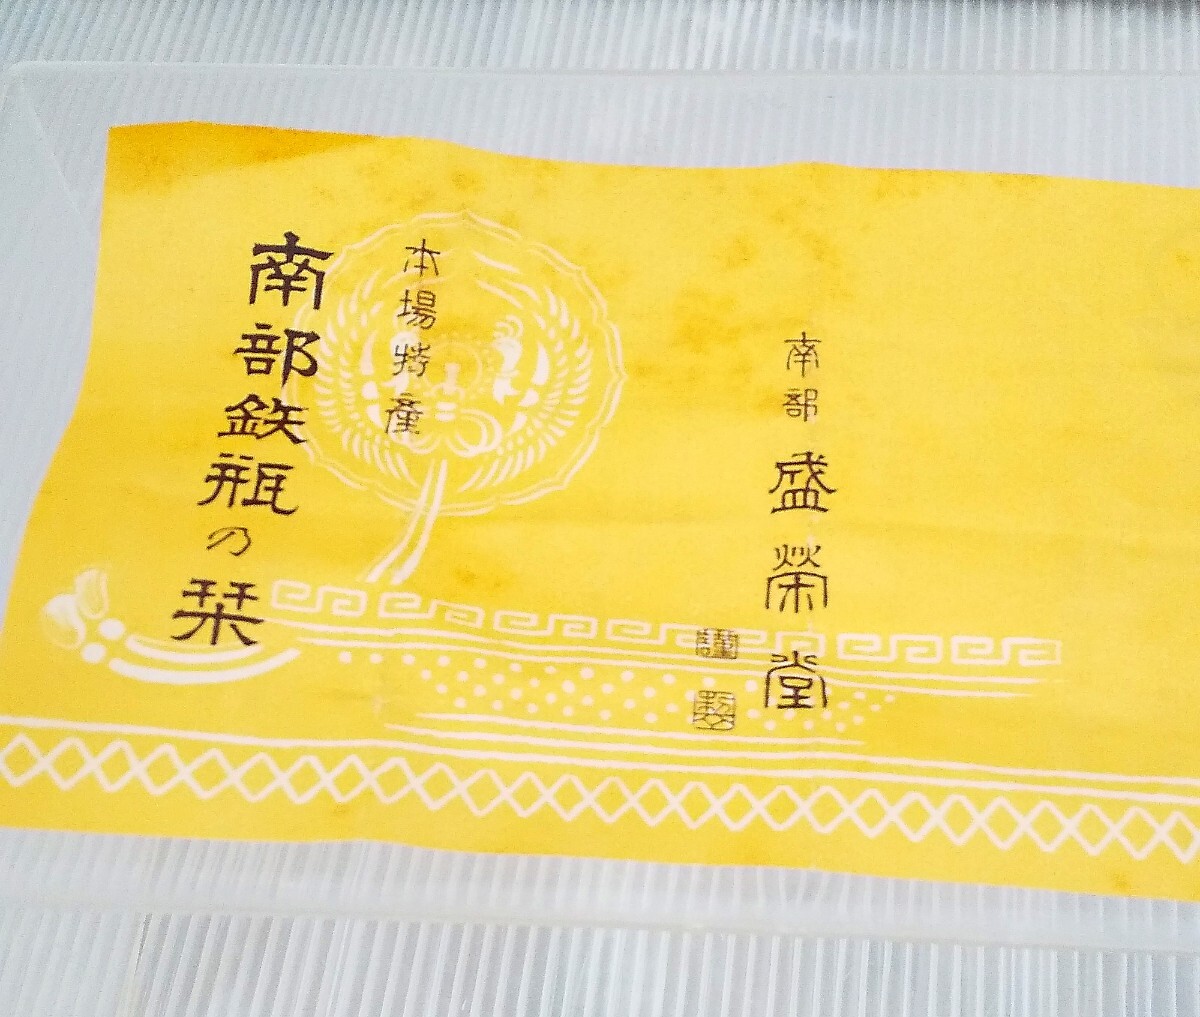 本場特産
南部鉄瓶の栞
南部 盛榮堂
謹製